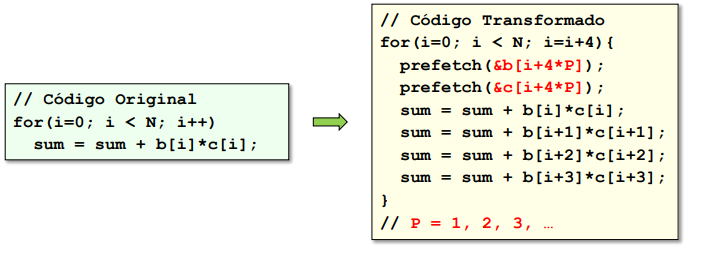 // Código Original
for(i=0; i < N; i++)
sum = sum + b[i]*c[i];
// Código Transformado
for(i=0; i < N; i=i+4){
prefetch(&b[i+4*P]);
prefetch(&c[i+4*P]);
sum = sum + b[i]*c[i];
sum = sum + b[i+1]*c[i+1];
sum = sum + b[i+2]*c[i+2];
sum = sum + b[i+3]*c[i+3];
}
// P = 1, 2, 3, …